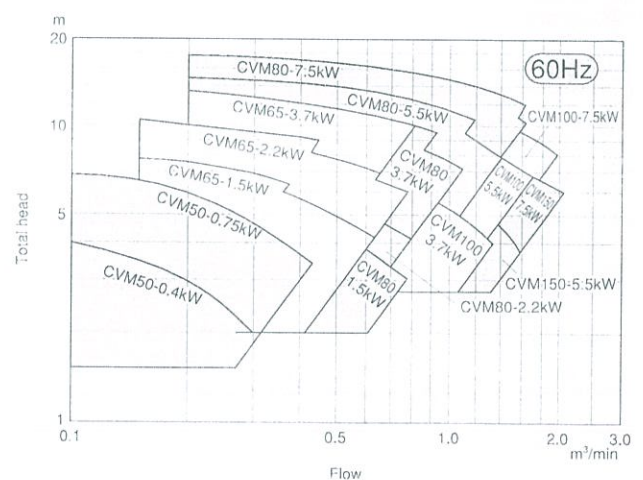 m
20
60Hz
CVM80-7.5kW
CVM80-5.5kW
CVM100-7.5kW
CVM65-3.7kW
10
CVM65-2.2kW
CVM80
3.7kW
CVM65-1.5kW
CVM100
5.5kW
CVM150
7.5kW
CVM50-0.75kW
5
CVM100
3.7kW
Total head
CVM50-0.4kW
CVM80
1.5kW
CVM150-5.5kW
CVM80-2.2kW
1
0.1
0.5
1.0
2.0
3.0
m³/min
Flow